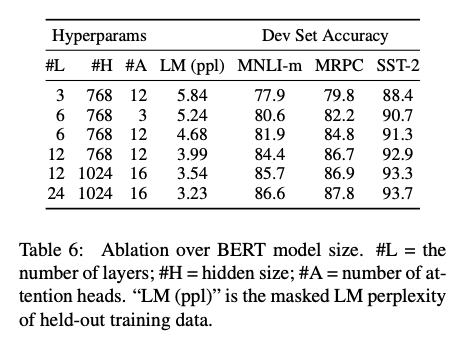 Hyperparams Dev Set Accuracy
#L #H #A LM (ppl) MNLI-m MRPC SST-2
3 768 12 5.84 77.9 79.8 88.4
6 768 3 5.24 80.6 82.2 90.7
6 768 12 4.68 81.9 84.8 91.3
12 768 12 3.99 84.4 86.7 92.9
12 1024 16 3.54 85.7 86.9 93.3
24 1024 16 3.23 86.6 87.8 93.7
Table 6: Ablation over BERT model size. #L = the
number of layers; #H = hidden size; #A = number of at-
tention heads. “LM (ppl)” is the masked LM perplexity
of held-out training data.